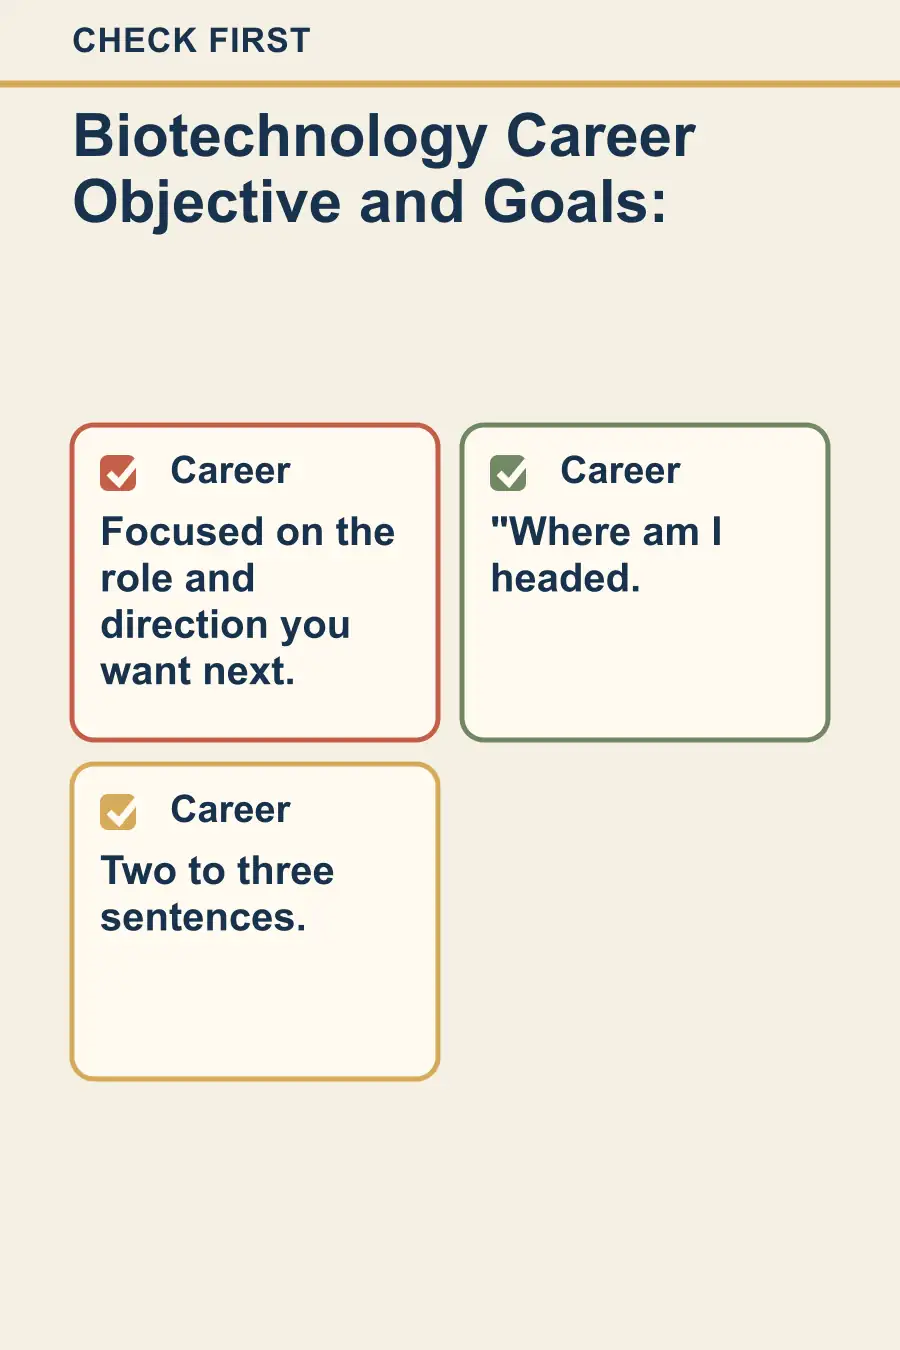 CHECK FIRST
Biotechnology Career
Objective and Goals:
Career
Focused on the
role and
direction you
want next.
Career
"Where am I
headed.
Career
Two to three
sentences.